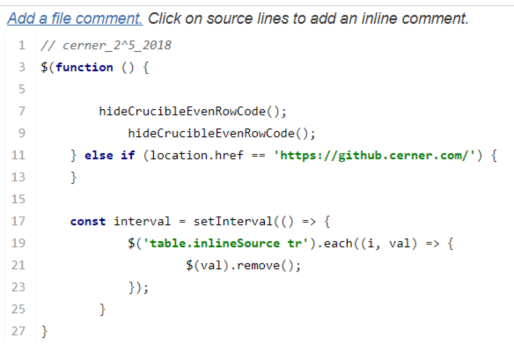 Add a file comment. Click on source lines to add an inline comment.
1 // cerner_2^5_2018
3 $(function () {
5
7 hideCrucibleEvenRowCode();
9 hideCrucibleEvenRowCode();
11 } else if (location.href == 'https://github.cerner.com/') {
13 }
15
17 const interval = setInterval(() => {
19 $('table.inlineSource tr').each((i, val) => {
21 $(val).remove();
23 });
25 }
27 }